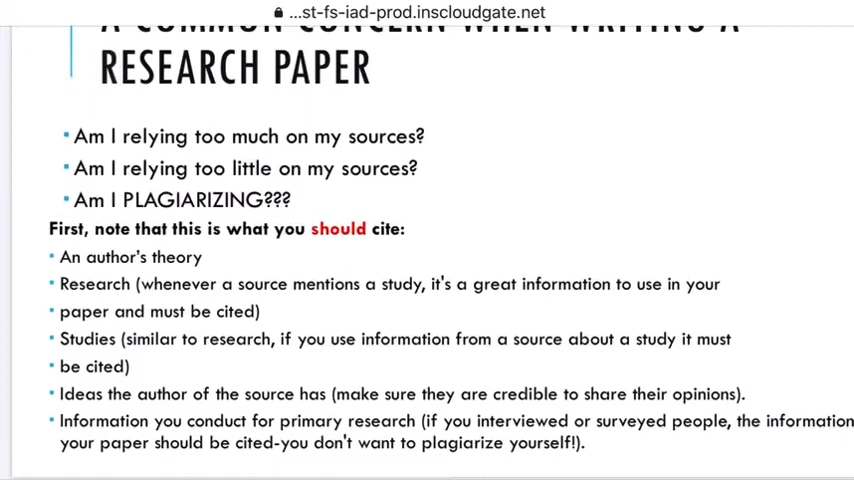 ...st-fs-iad-prod.inscloudgate.net
A COMMON CONCERN WHEN WRITING A
RESEARCH PAPER
Am I relying too much on my sources?
Am I relying too little on my sources?
Am I PLAGIARIZING???
First, note that this is what you should cite:
An author's theory
Research (whenever a source mentions a study, it's a great information to use in your
paper and must be cited)
Studies (similar to research, if you use information from a source about a study it must
be cited)
Ideas the author of the source has (make sure they are credible to share their opinions).
Information you conduct for primary research (if you interviewed or surveyed people, the information
your paper should be cited-you don't want to plagiarize yourself!).